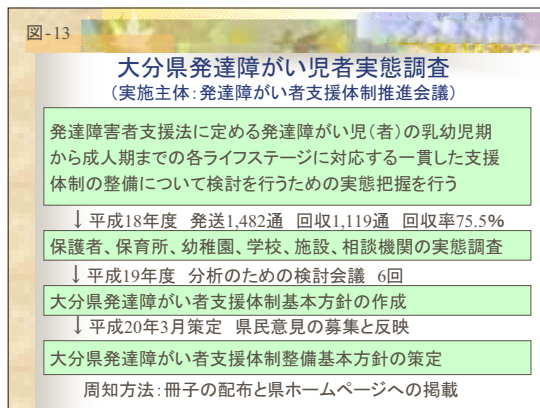 図-13
大分県発達障がい児者実態調査
(実施主体:発達障がい者支援体制推進会議)
発達障害者支援法に定める発達障がい児(者)の乳幼児期
から成人期までの各ライフステージに対応する一貫した支援
体制の整備について検討を行うための実態把握を行う
↓平成18年度 発送1,482通 回収1,119通 回収率75.5%
保護者、保育所、幼稚園、学校、施設、相談機関の実態調査
↓平成19年度 分析のための検討会議 6回
大分県発達障がい者支援体制基本方針の作成
↓平成20年3月策定 県民意見の募集と反映
大分県発達障がい者支援体制整備基本方針の策定
周知方法:冊子の配布と県ホームページへの掲載